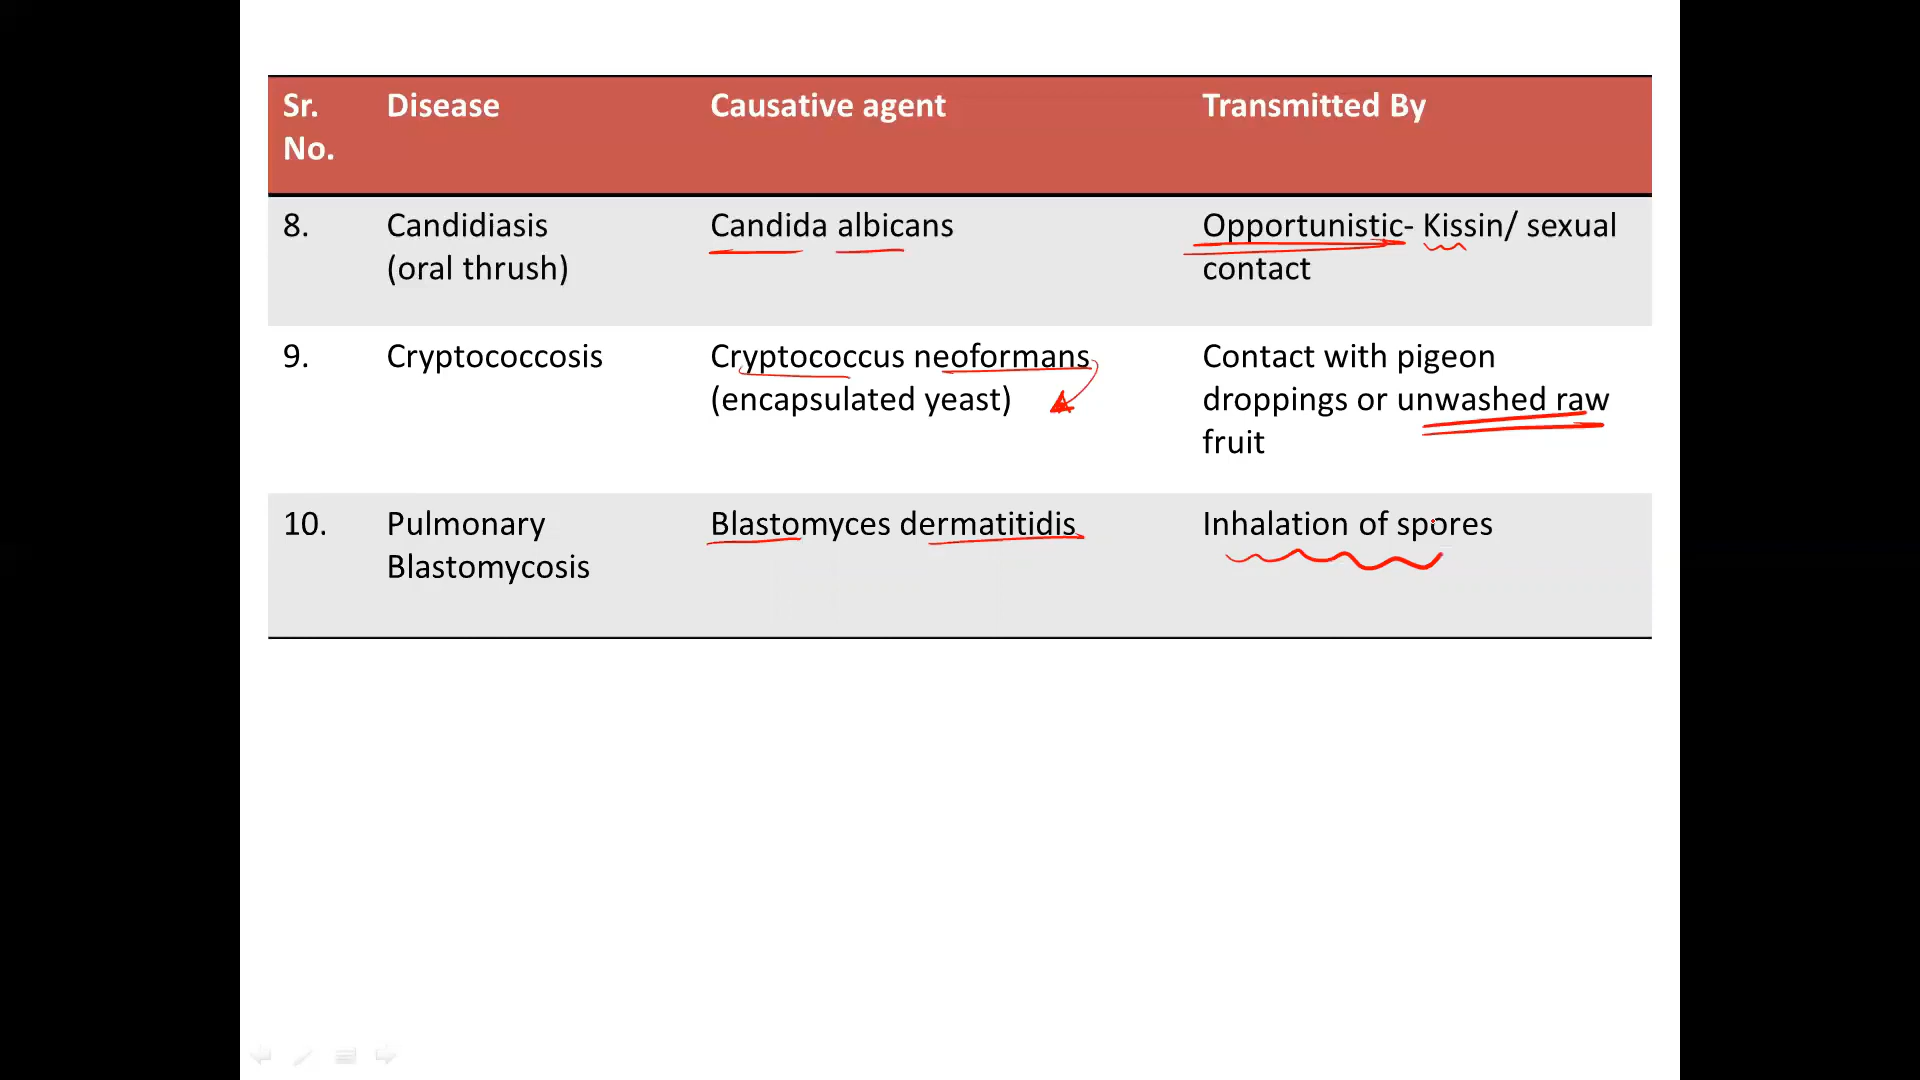 Sr. No. Disease Causative agent Transmitted By
8. Candidiasis Candida albicans Opportunistic- Kissin/ sexual
(oral thrush) contact
9. Cryptococcosis Cryptococcus neoformans Contact with pigeon
(encapsulated yeast) droppings or unwashed raw
fruit
10. Pulmonary Blastomyces dermatitidis Inhalation of spores
Blastomycosis